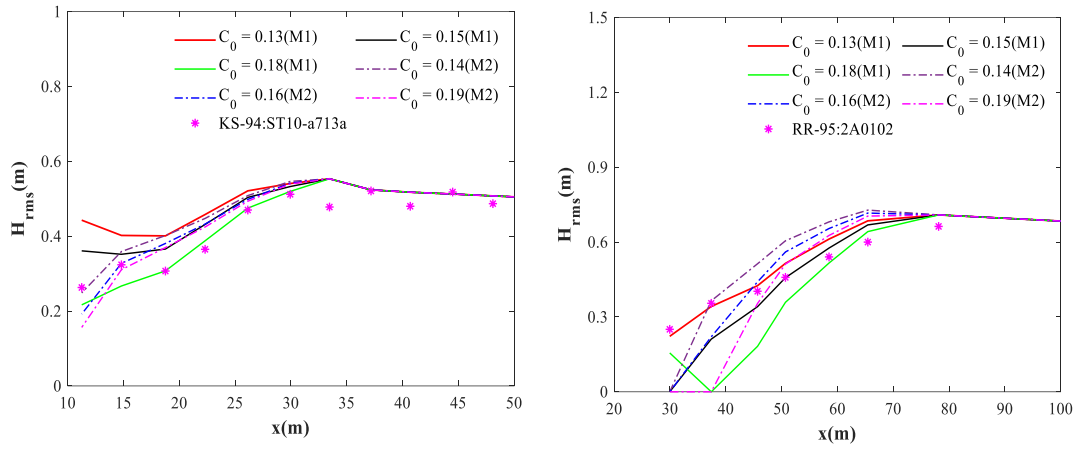 1
0.8
0.6
0.4
0.2
0
10 15 20 25 30 35 40 45 50
x(m)
H_rms(m)
C_0 = 0.13(M1) C_0 = 0.15(M1)
C_0 = 0.18(M1) C_0 = 0.14(M2)
C_0 = 0.16(M2) C_0 = 0.19(M2)
KS-94:ST10-a713a
1.5
1.2
0.9
0.6
0.3
0
20 30 40 50 60 70 80 90 100
x(m)
H_rms(m)
C_0 = 0.13(M1) C_0 = 0.15(M1)
C_0 = 0.18(M1) C_0 = 0.14(M2)
C_0 = 0.16(M2) C_0 = 0.19(M2)
RR-95:2A0102